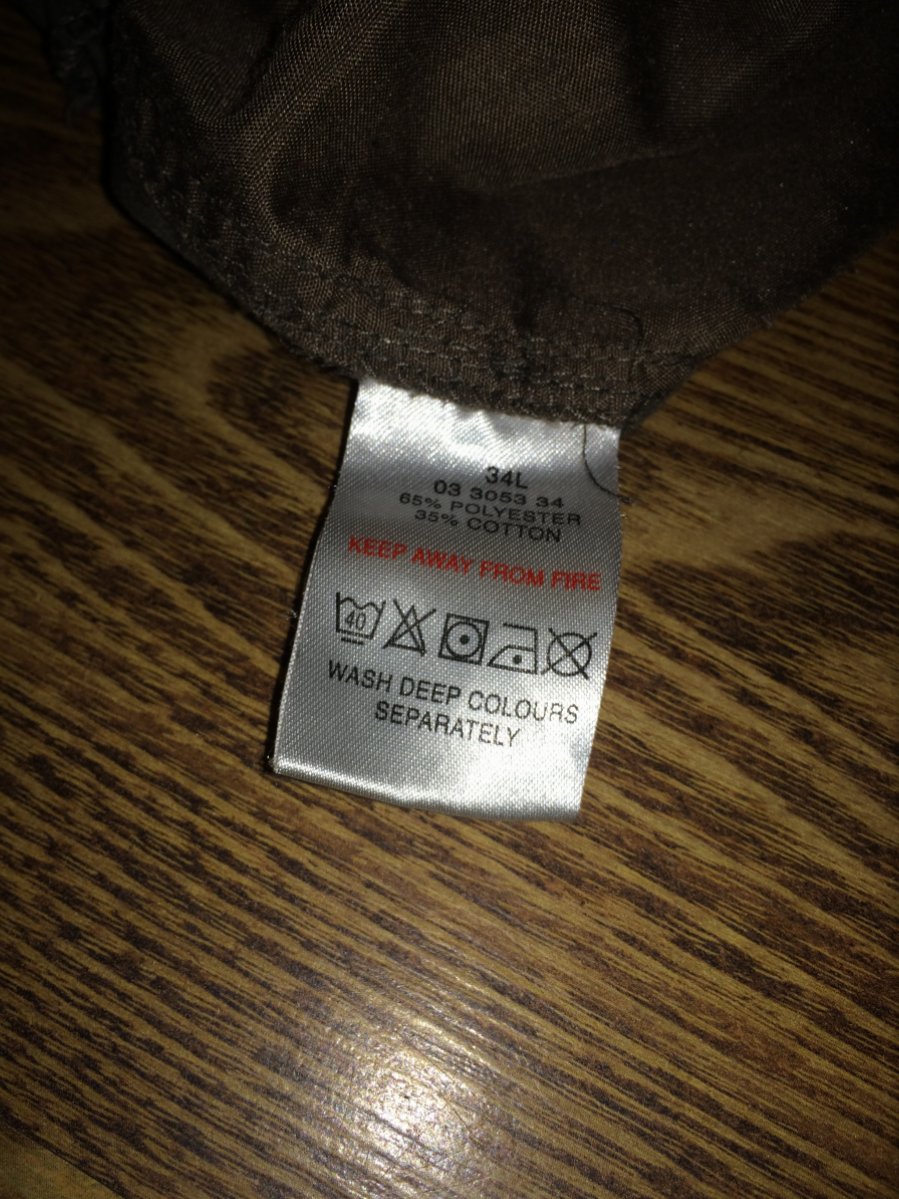 34L
03 3053 34
65% POLYESTER
35% COTTON
KEEP AWAY FROM FIRE
40
WASH DEEP COLOURS
SEPARATELY